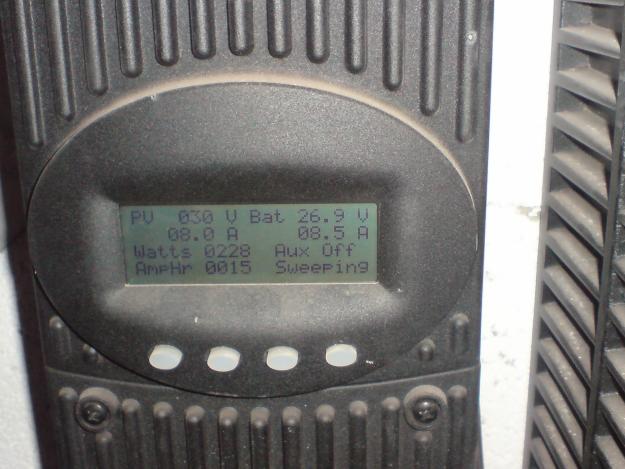 PV 030 V Bat 26.9 V
08.0 A 08.5 A
Watts 0228 Aux Off
AmpHr 0015 Sweeping